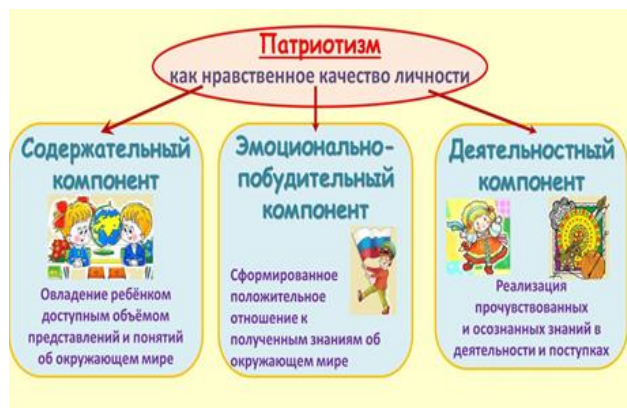 Патриотизм
как нравственное качество личности
Содержательный
компонент
Овладение ребёнком
доступным объёмом
представлений и понятий
об окружающем мире
Эмоционально-
побудительный
компонент
Сформированное
положительное
отношение к
полученным знаниям об
окружающем мире
Деятельностный
компонент
Реализация
прочувствованных
и осознанных знаний в
деятельности и поступках